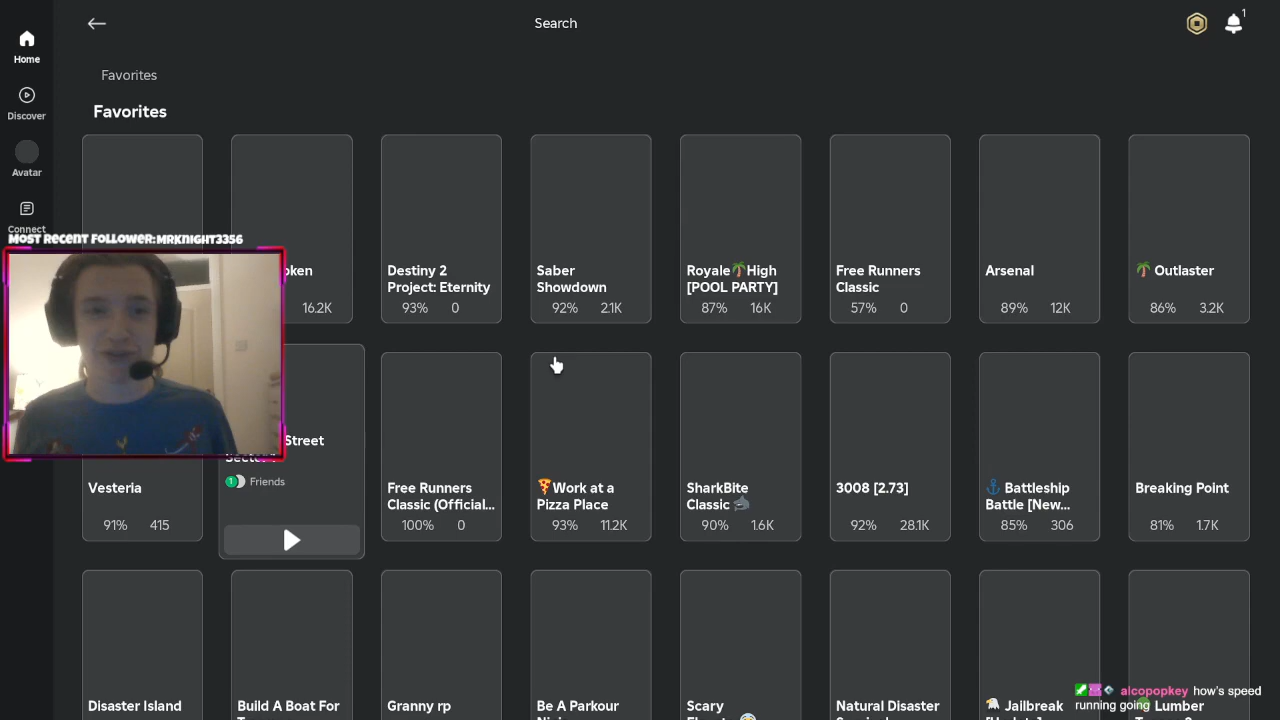 Search
1
Home
Discover
Avatar
Connect
Favorites
Favorites
16.2K
Destiny 2
Project: Eternity
93% 0
Saber
Showdown
92% 2.1K
Royale🌴High
[POOL PARTY]
87% 16K
Free Runners
Classic
57% 0
Arsenal
89% 12K
🌴 Outlaster
86% 3.2K
MOST RECENT FOLLOWER:MRKNIGHT3356
Vesteria
91% 415
Street
1 Friends
Free Runners
Classic (Official...
100% 0
🍕Work at a
Pizza Place
93% 11.2K
SharkBite
Classic 🦈
90% 1.6K
3008 [2.73]
92% 28.1K
⚓ Battleship
Battle [New...
85% 306
Breaking Point
81% 1.7K
Disaster Island
Build A Boat For
Granny rp
Be A Parkour
Scary
Natural Disaster
Jailbreak
Lumber
alcopopkey how's speed
running going